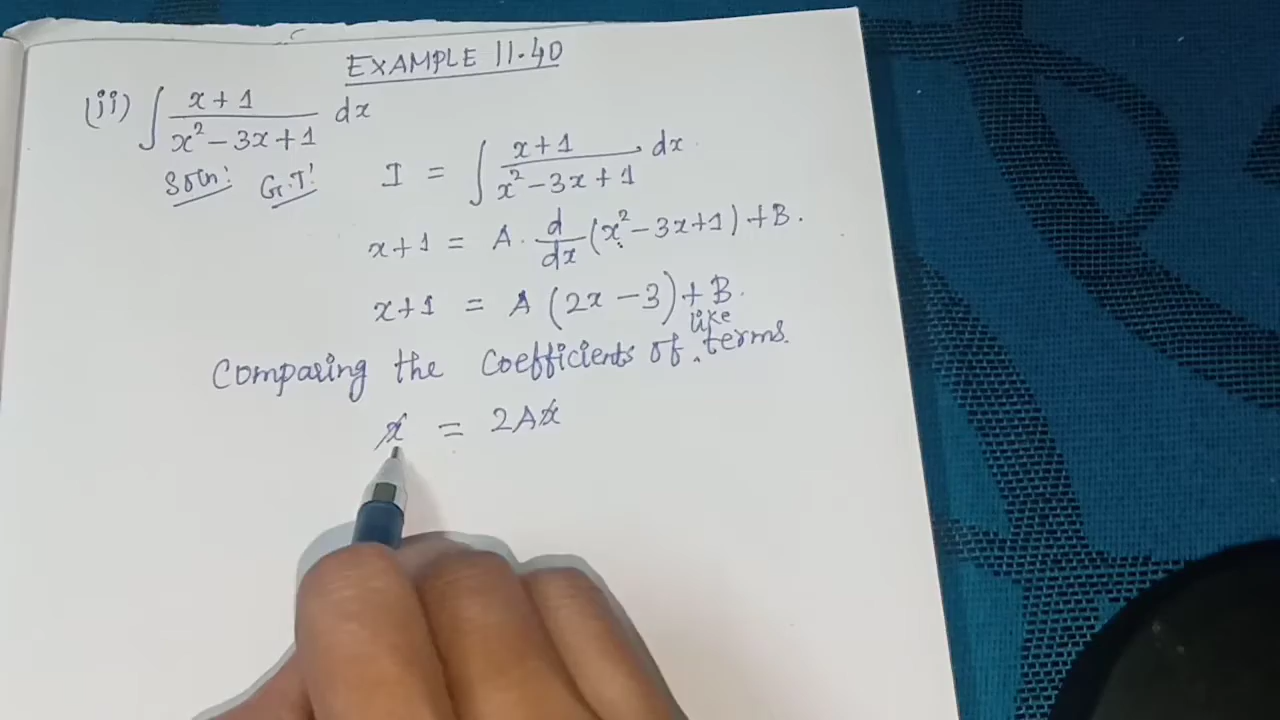 EXAMPLE 11.40
(ii) ∫ x+1 / x² - 3x + 1 dx
Soln: G.T! I = ∫ x+1 / x² - 3x + 1 dx
x+1 = A. d/dx (x² - 3x + 1) + B.
x+1 = A (2x - 3) + B.
Comparing the coefficients of like terms.
x = 2Ax